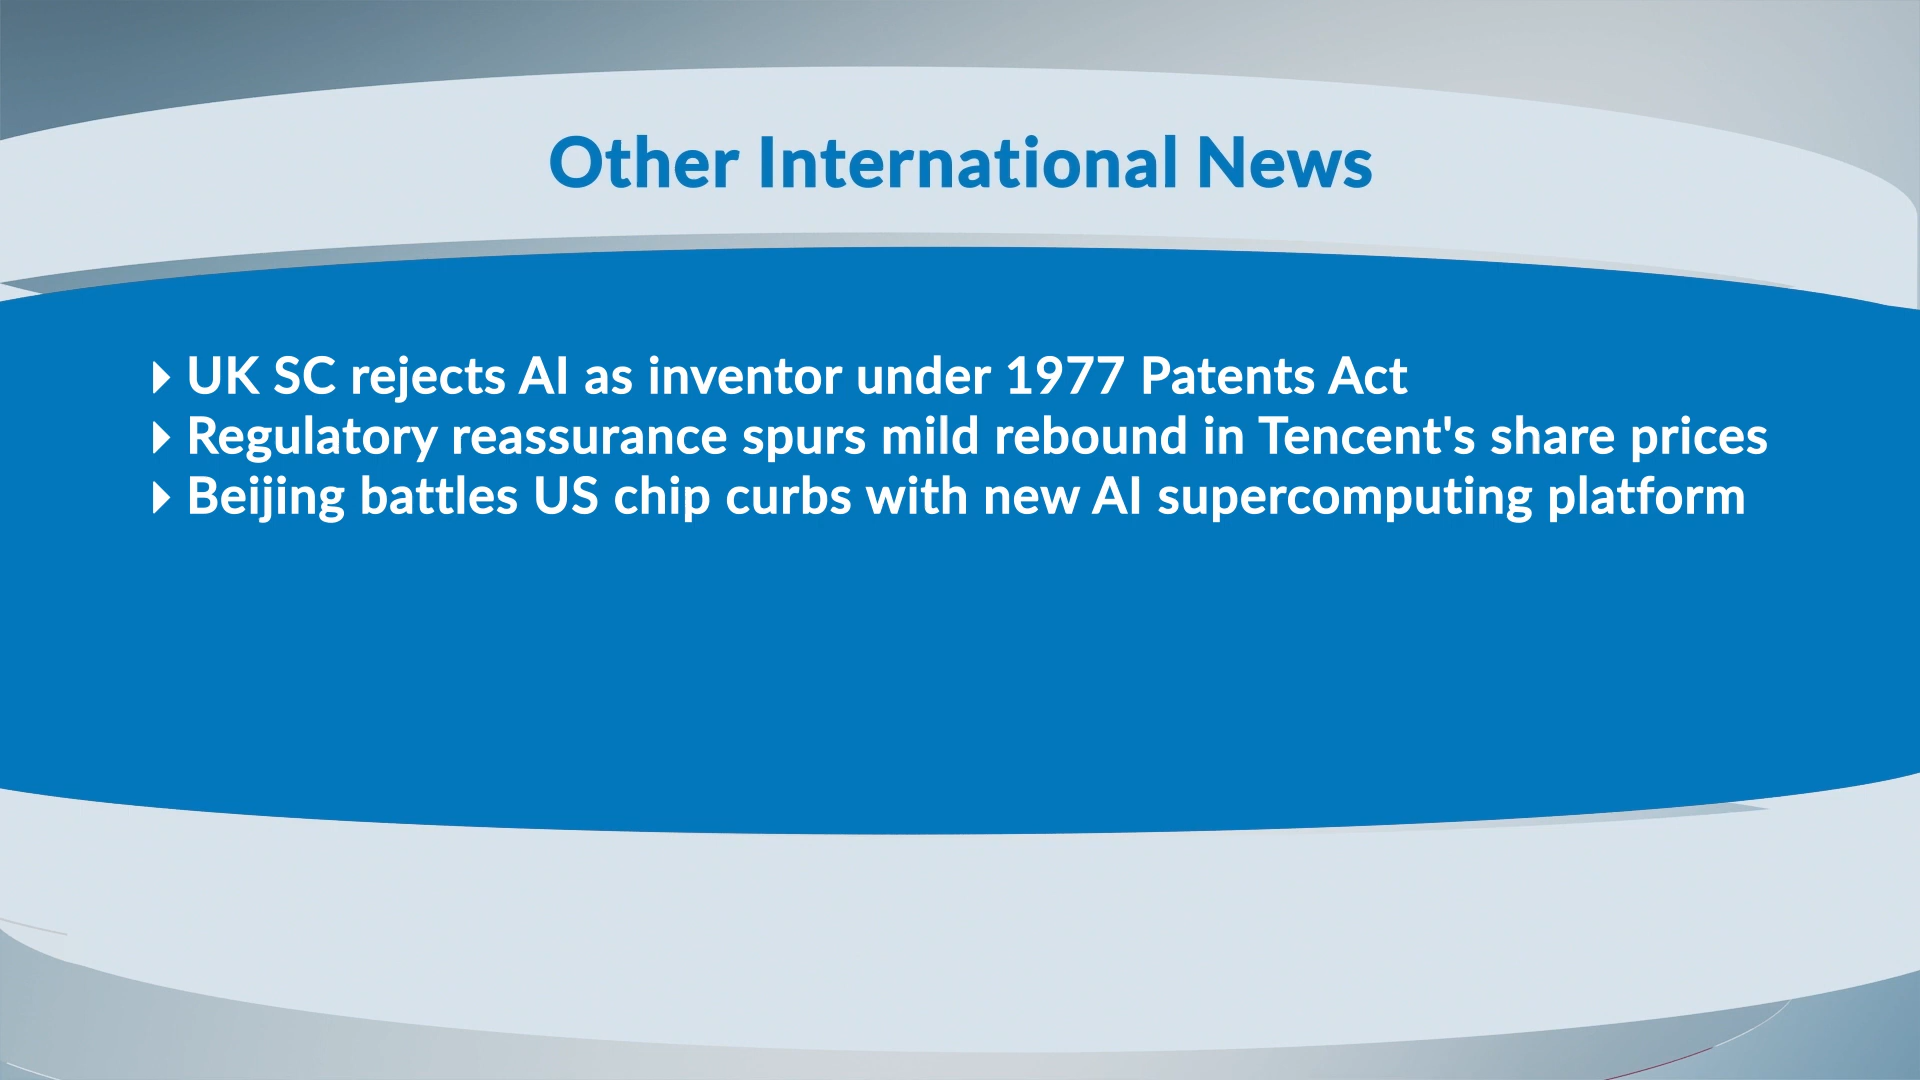 Other International News
UK SC rejects AI as inventor under 1977 Patents Act
Regulatory reassurance spurs mild rebound in Tencent's share prices
Beijing battles US chip curbs with new AI supercomputing platform